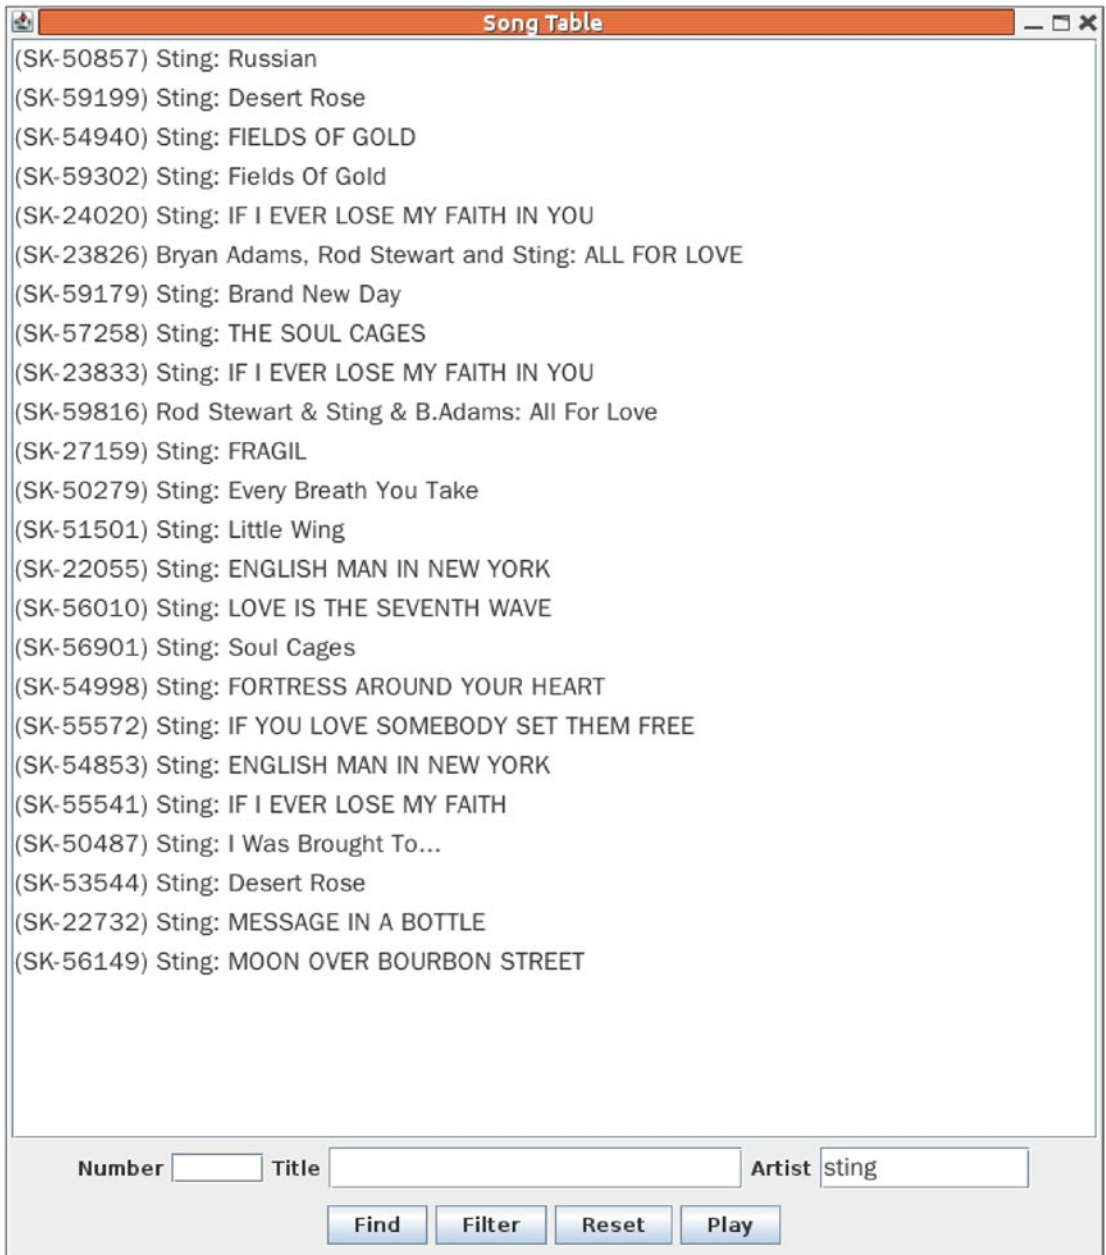 Song Table
(SK-50857) Sting: Russian
(SK-59199) Sting: Desert Rose
(SK-54940) Sting: FIELDS OF GOLD
(SK-59302) Sting: Fields Of Gold
(SK-24020) Sting: IF I EVER LOSE MY FAITH IN YOU
(SK-23826) Bryan Adams, Rod Stewart and Sting: ALL FOR LOVE
(SK-59179) Sting: Brand New Day
(SK-57258) Sting: THE SOUL CAGES
(SK-23833) Sting: IF I EVER LOSE MY FAITH IN YOU
(SK-59816) Rod Stewart & Sting & B.Adams: All For Love
(SK-27159) Sting: FRAGIL
(SK-50279) Sting: Every Breath You Take
(SK-51501) Sting: Little Wing
(SK-22055) Sting: ENGLISH MAN IN NEW YORK
(SK-56010) Sting: LOVE IS THE SEVENTH WAVE
(SK-56901) Sting: Soul Cages
(SK-54998) Sting: FORTRESS AROUND YOUR HEART
(SK-55572) Sting: IF YOU LOVE SOMEBODY SET THEM FREE
(SK-54853) Sting: ENGLISH MAN IN NEW YORK
(SK-55541) Sting: IF I EVER LOSE MY FAITH
(SK-50487) Sting: I Was Brought To...
(SK-53544) Sting: Desert Rose
(SK-22732) Sting: MESSAGE IN A BOTTLE
(SK-56149) Sting: MOON OVER BOURBON STREET
Number Title Artist sting
Find Filter Reset Play